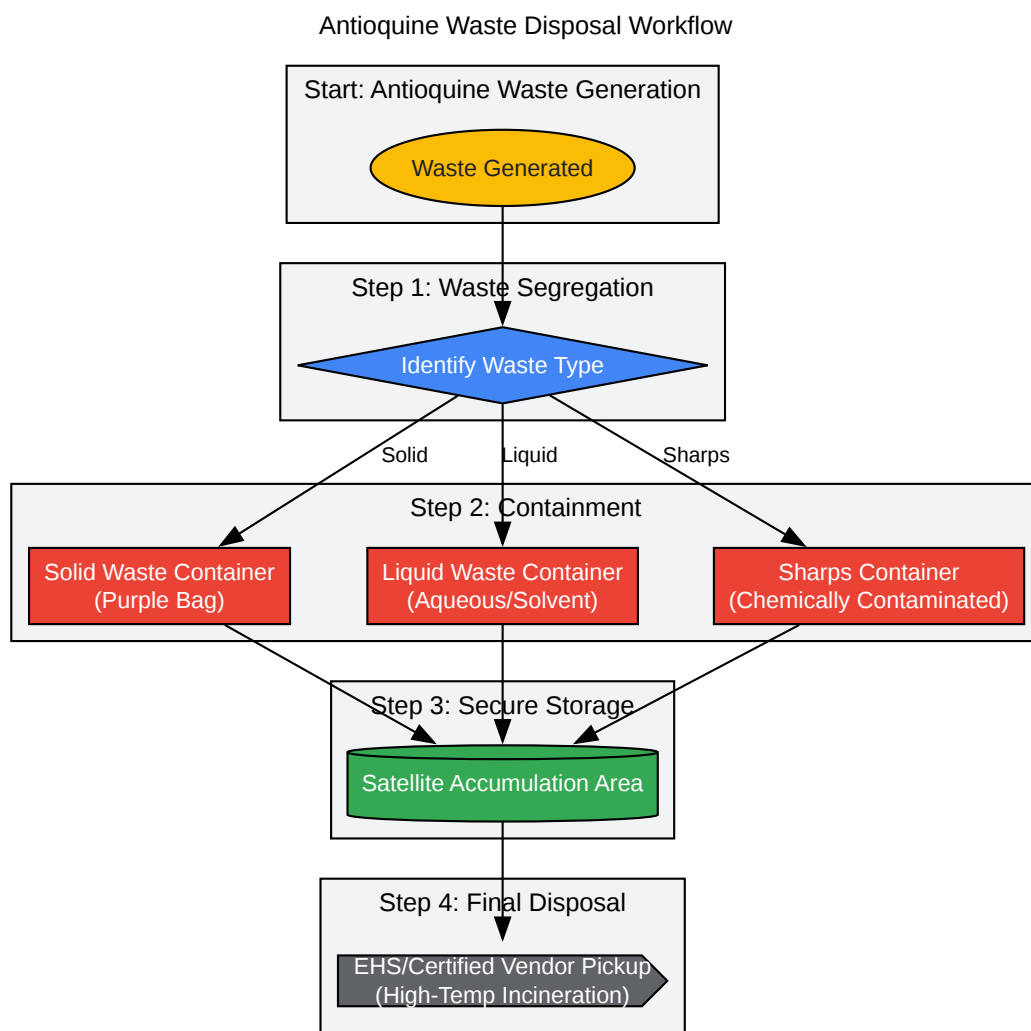 Antioquine Waste Disposal Workflow
Start: Antioquine Waste Generation
Waste Generated
Step 1: Waste Segregation
Identify Waste Type
Solid
Liquid
Sharps
Step 2: Containment
Solid Waste Container
(Purple Bag)
Liquid Waste Container
(Aqueous/Solvent)
Sharps Container
(Chemically Contaminated)
Step 3: Secure Storage
Satellite Accumulation Area
Step 4: Final Disposal
EHS/Certified Vendor Pickup
(High-Temp Incineration)